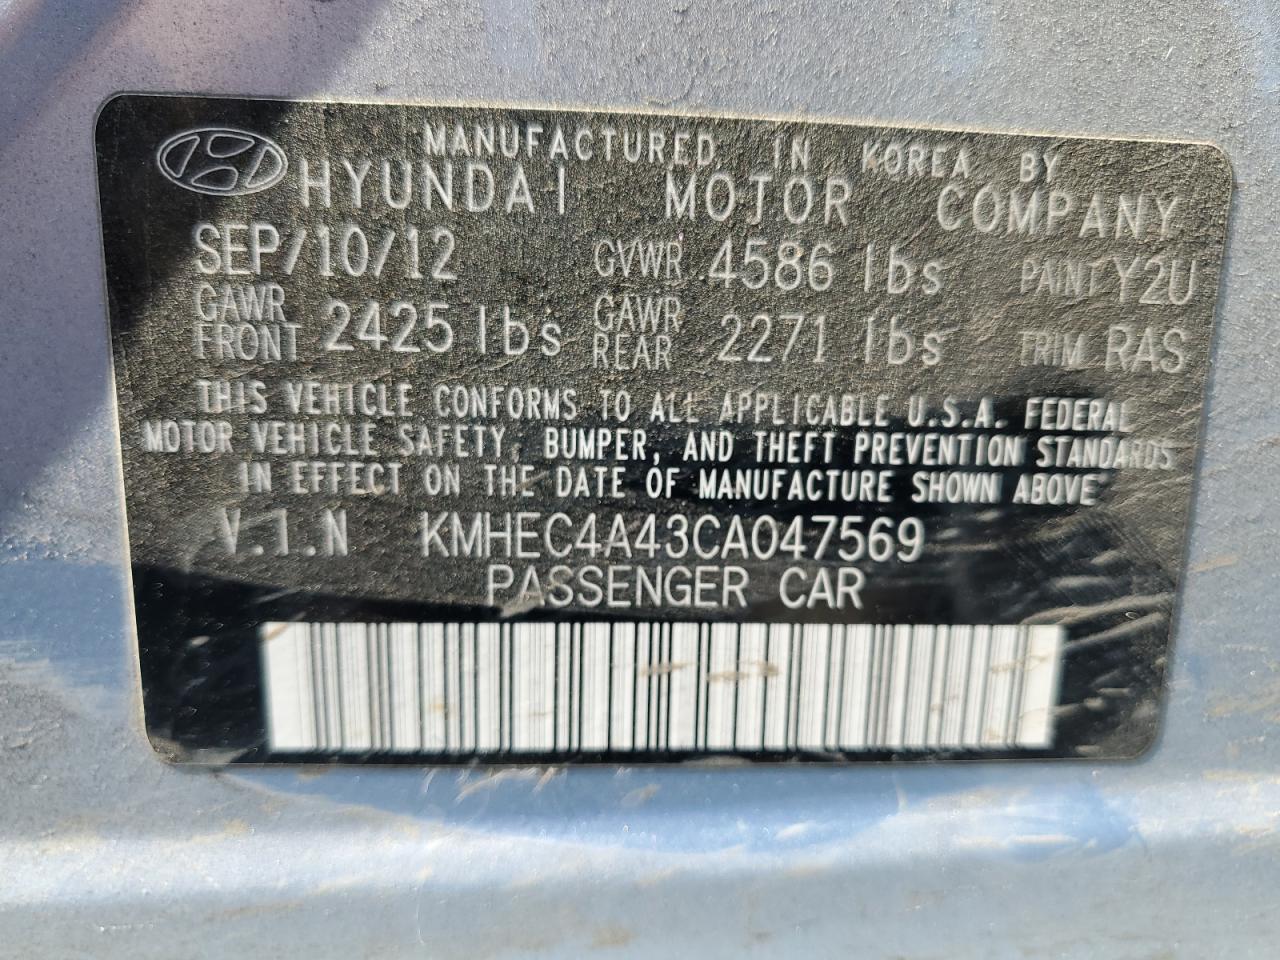 MANUFACTURED IN KOREA BY
HYUNDAI MOTOR COMPANY
SEP/10/12 GVWR 4586 lbs PAINT Y2U
GAWR FRONT 2425 lbs GAWR REAR 2271 lbs TRIM RAS
THIS VEHICLE CONFORMS TO ALL APPLICABLE U.S.A. FEDERAL
MOTOR VEHICLE SAFETY, BUMPER, AND THEFT PREVENTION STANDARDS
IN EFFECT ON THE DATE OF MANUFACTURE SHOWN ABOVE
V.I.N KMHEC4A43CA047569
PASSENGER CAR